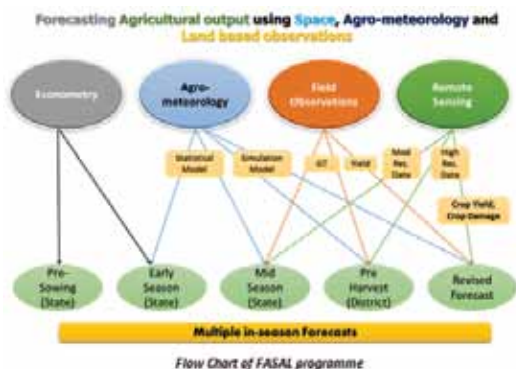 Forecasting Agricultural output using Space, Agro-meteorology and
Land based observations
Econometry
Agro-
meteorology
Field
Observations
Remote
Sensing
Statistical
Model
Simulation
Model
GT
Yield
Mod
Res.
Data
High
Res.
Data
Crop Yield,
Crop Damage
Pre-
Sowing
(State)
Early
Season
(State)
Mid
Season
(State)
Pre
Harvest
(District)
Revised
Forecast
Multiple in-season Forecasts
Flow Chart of FASAL programme